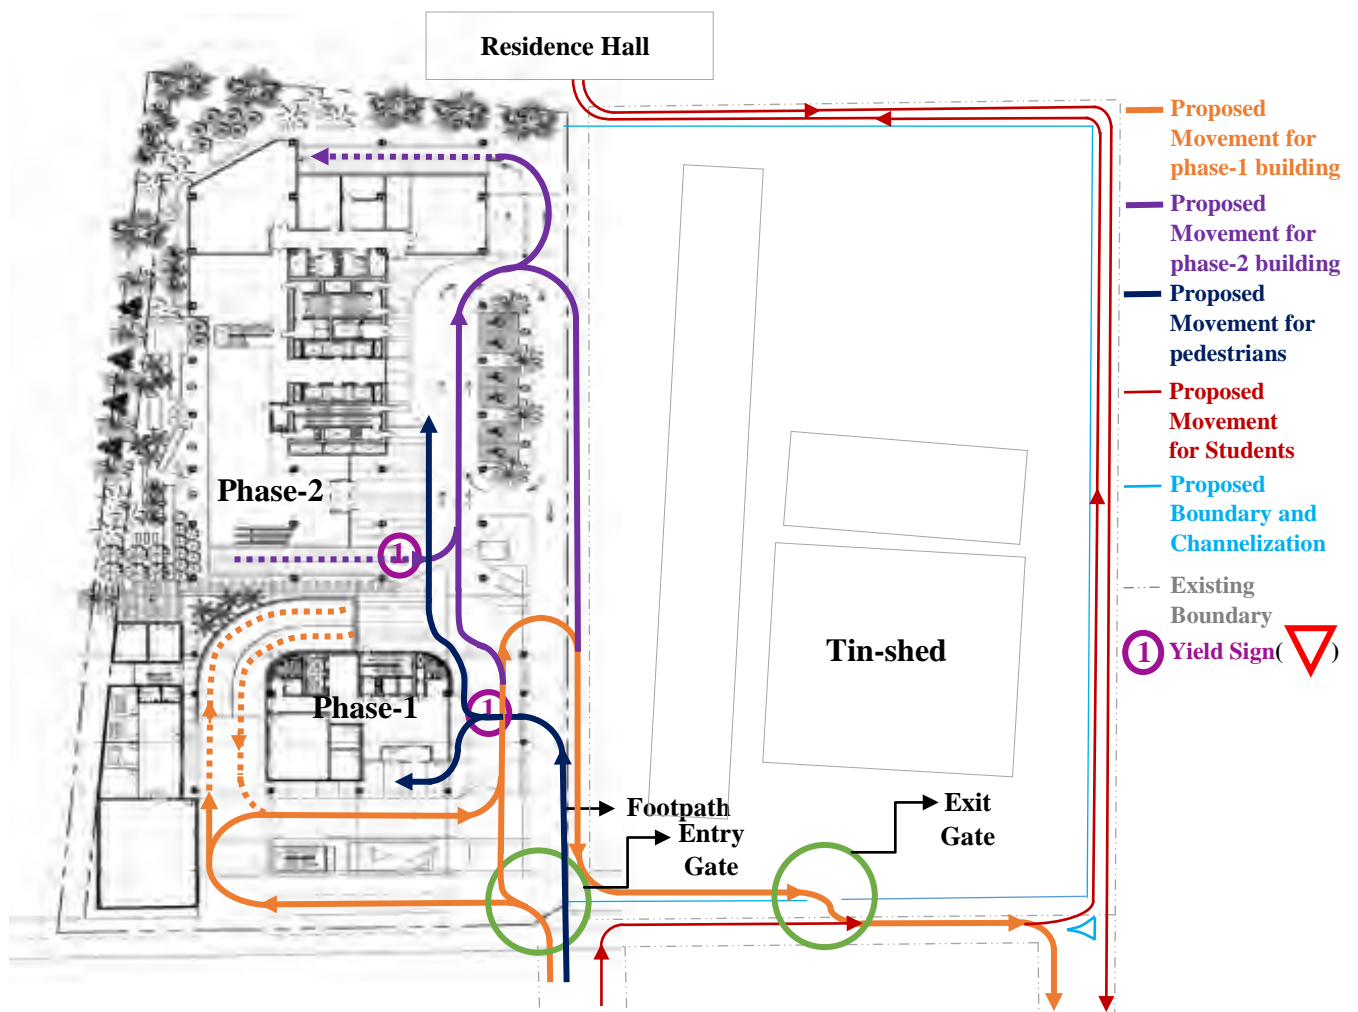 Residence Hall
Proposed
Movement for
phase-1 building
Proposed
Movement for
phase-2 building
Proposed
Movement for
pedestrians
Proposed
Movement
for Students
Proposed
Boundary and
Channelization
Existing
Boundary
1 Yield Sign( )
Phase-2
1
Tin-shed
Phase-1
1
Footpath
Entry
Gate
Exit
Gate